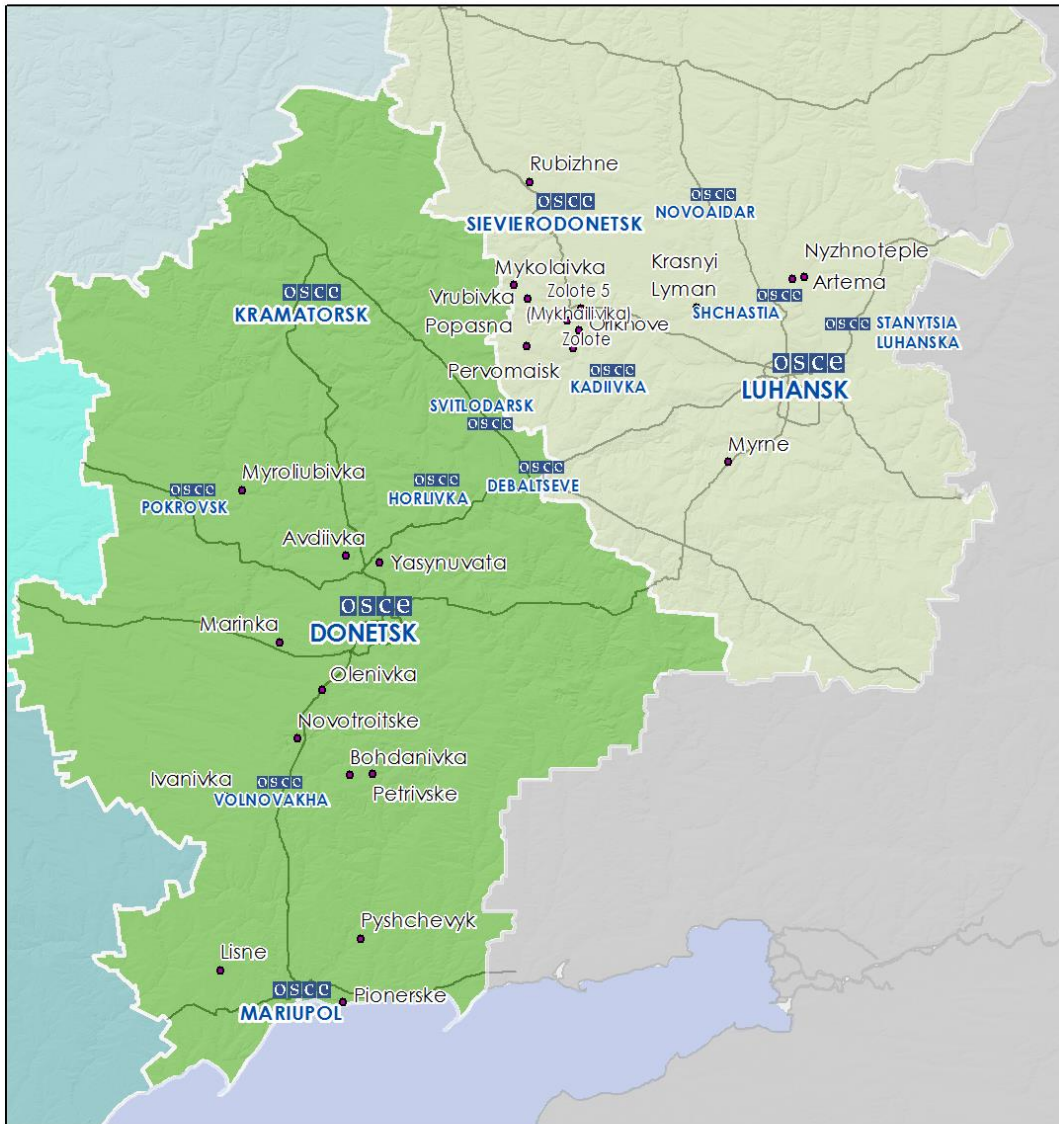 Rubizhne
osce
SIEVIERODONETSK
osce
NOVOAIDAR
Mykolaivka
Krasnyi
Lyman
Nyzhnoteple
Artema
Vrubivka
Zolote 5
(Mykhailivika)
osce
SHCHASTIA
osce
KRAMATORSK
Popasna
Orikhove
Zolote
osce
STANYTSIA
LUHANSKA
Pervomaisk
osce
KADIIVKA
osce
LUHANSK
SVITLODARSK
osce
Myrne
osce
DEBALTSEVE
Myroliubivka
osce
POKROVSK
osce
HORLIVKA
Avdiivka
Yasynuvata
osce
DONETSK
Marinka
Olenivka
Novotroitske
Bohdanivka
Petrivske
Ivanivka
osce
VOLNOVAKHA
Pyshchevyk
Lisne
osce
MARIUPOL
Pionerske